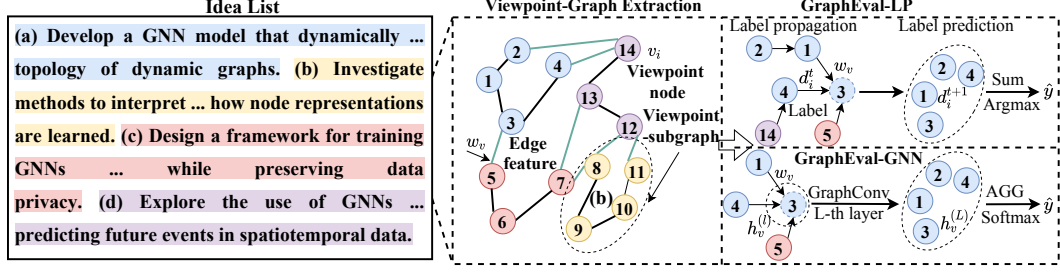 Idea List
(a) Develop a GNN model that dynamically ...
topology of dynamic graphs. (b) Investigate
methods to interpret ... how node representations
are learned. (c) Design a framework for training
GNNs ... while preserving data
privacy. (d) Explore the use of GNNs ...
predicting future events in spatiotemporal data.
Viewpoint-Graph Extraction
2
14
v_i
1
4
Viewpoint
node
13
3
12
Viewpoint
-subgraph
Edge
feature
w_v
5
7
8
11
(b)
10
6
9
GraphEval-LP
Label propagation
Label prediction
2
1
w_v
4
d_i^t
3
Label
14
5
2
4
1
d_i^{t+1}
3
Sum
Argmax
ŷ
GraphEval-GNN
1
w_v
4
3
h_v^{(l)}
5
GraphConv
L-th layer
2
4
1
h_v^{(L)}
3
AGG
Softmax
ŷ